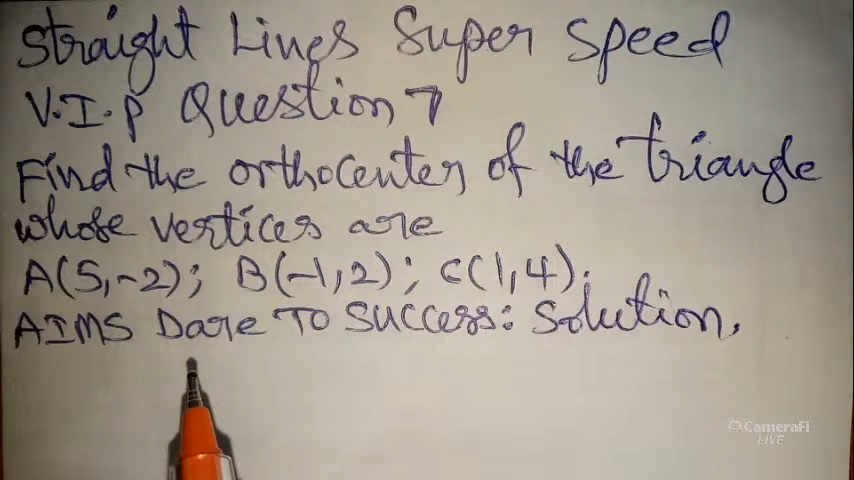 Straight Lines Super Speed
V.I.P Question 7
Find the orthocenter of the triangle
whose vertices are
A(5,-2); B(-1,2); C(1,4).
AIMS Dare To Success: Solution.
CameraFi
LIVE